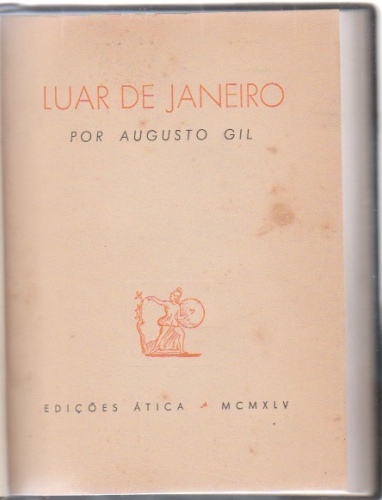 LUAR DE JANEIRO
POR AUGUSTO GIL
EDIÇÕES ÁTICA - MCMXLV